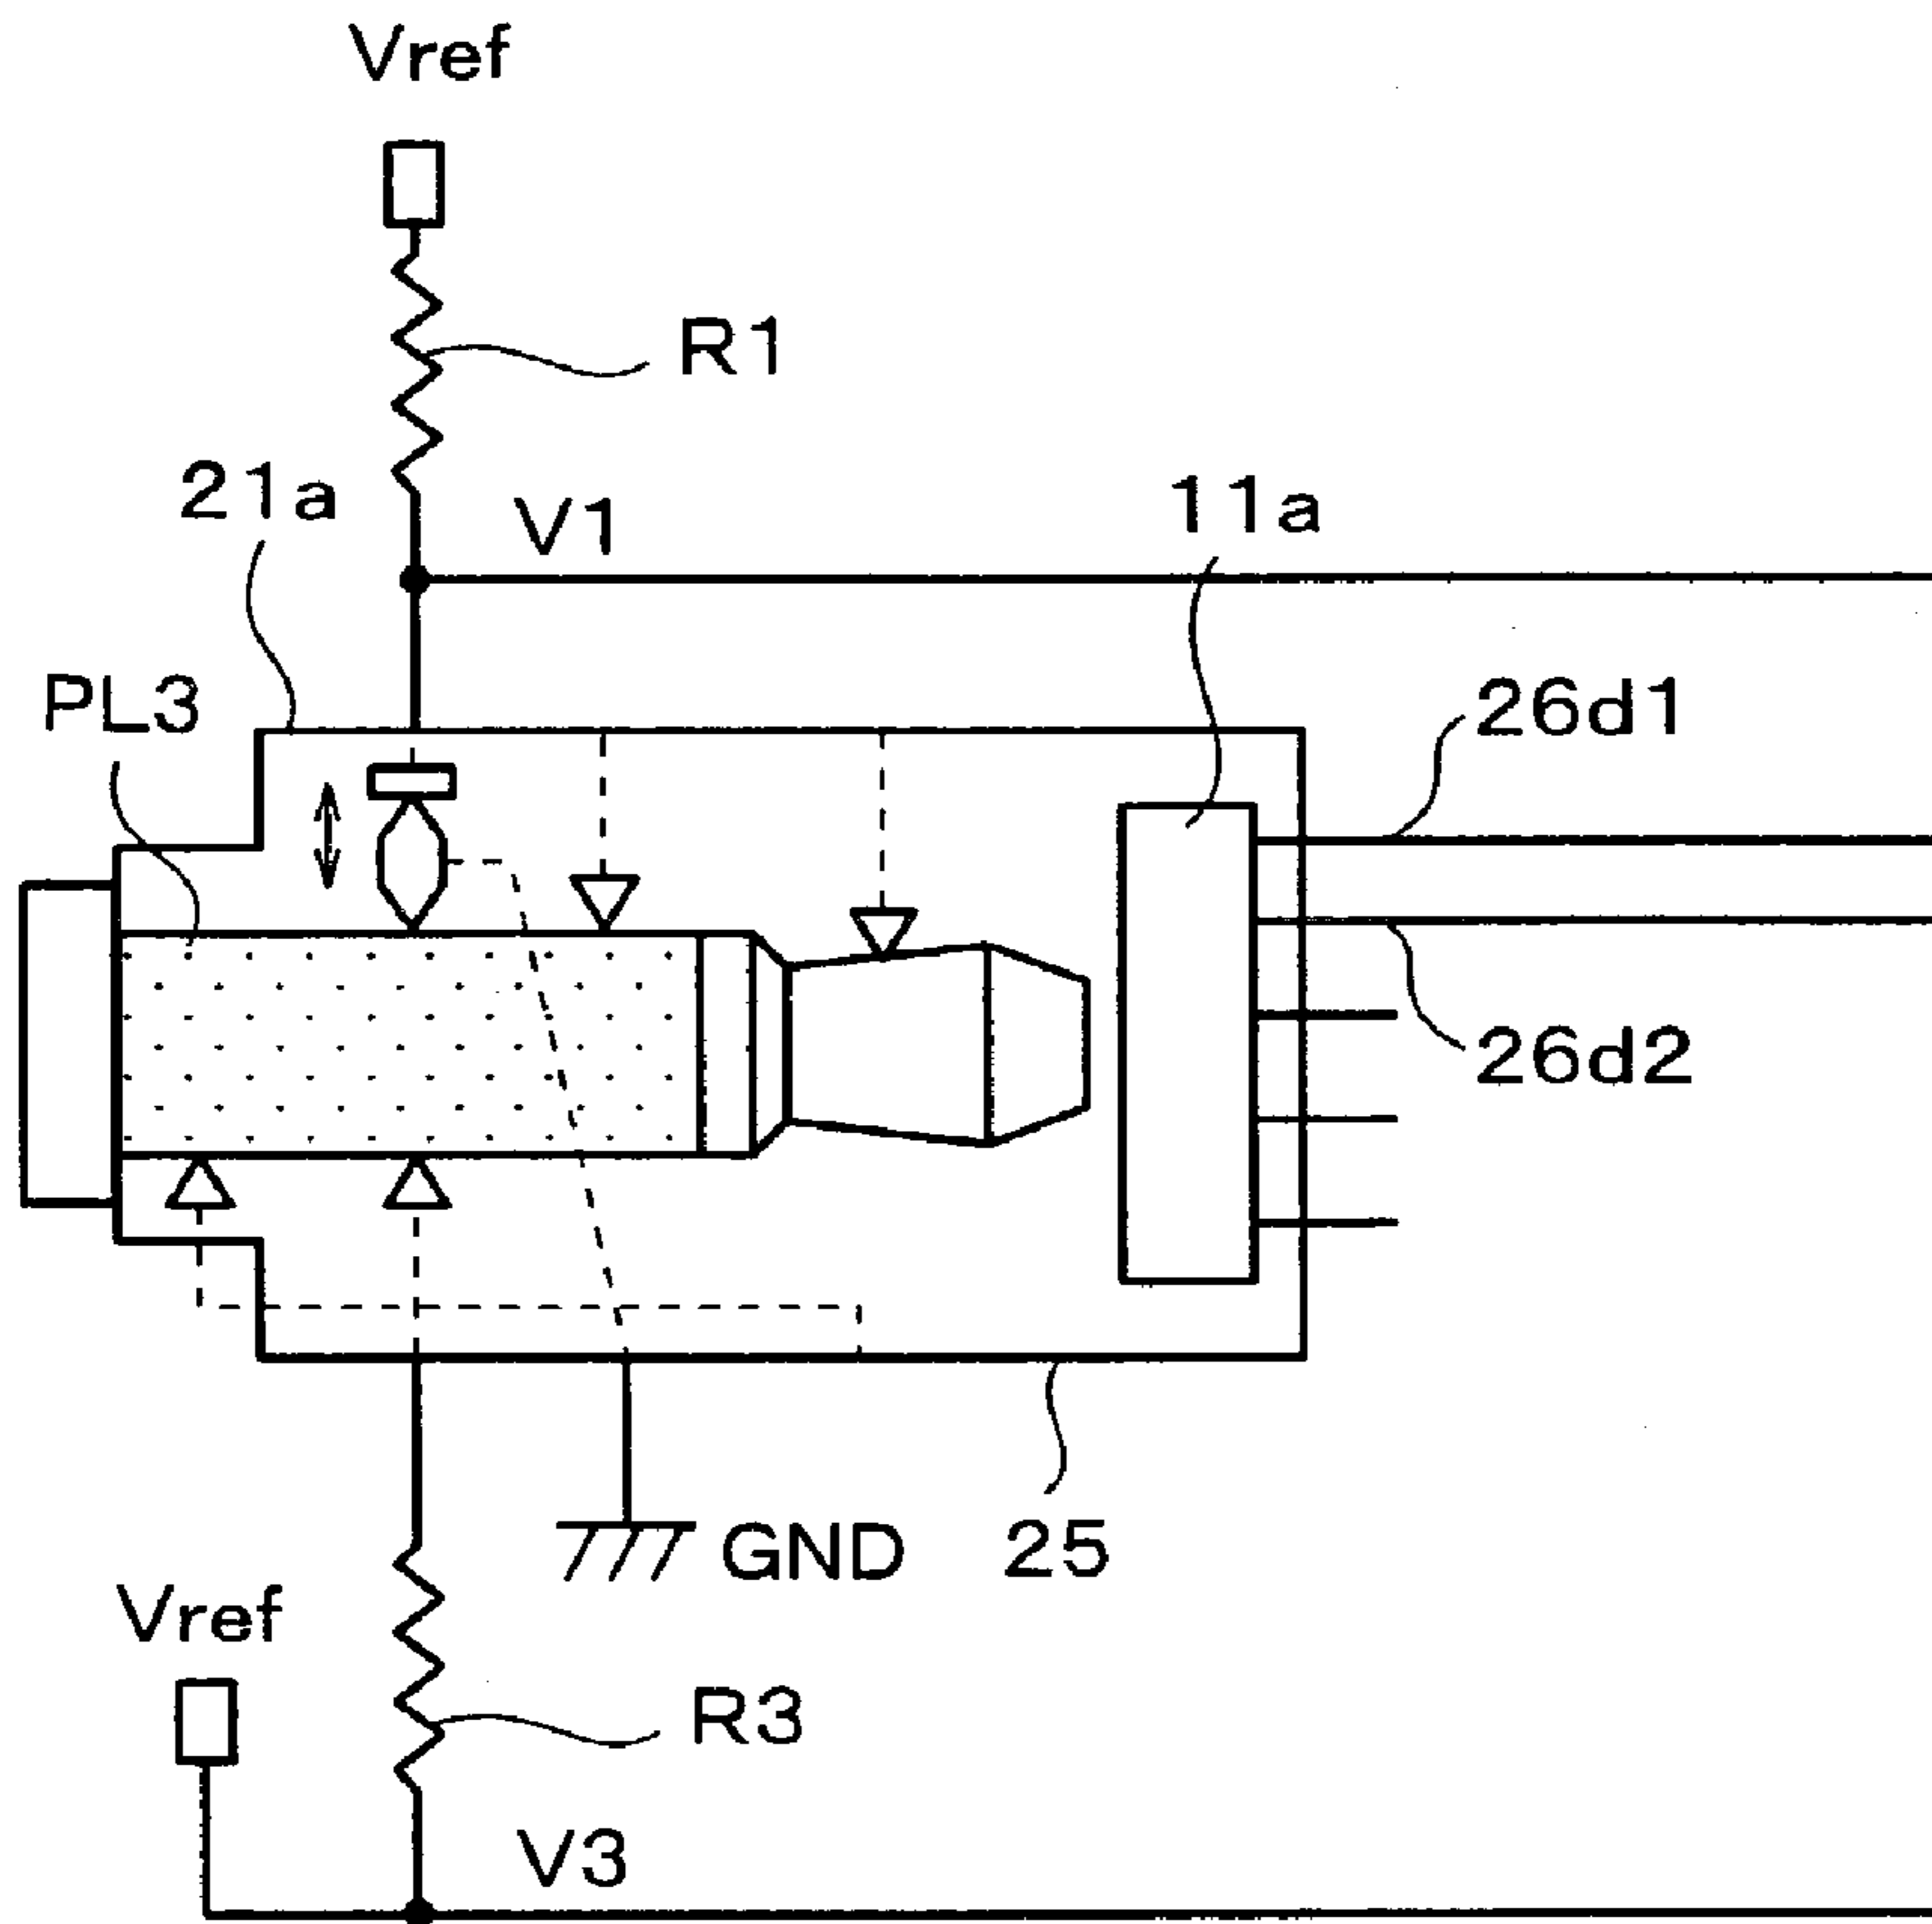 Vref
R1
21a
V1
11a
PL3
26d1
26d2
GND
25
Vref
R3
V3